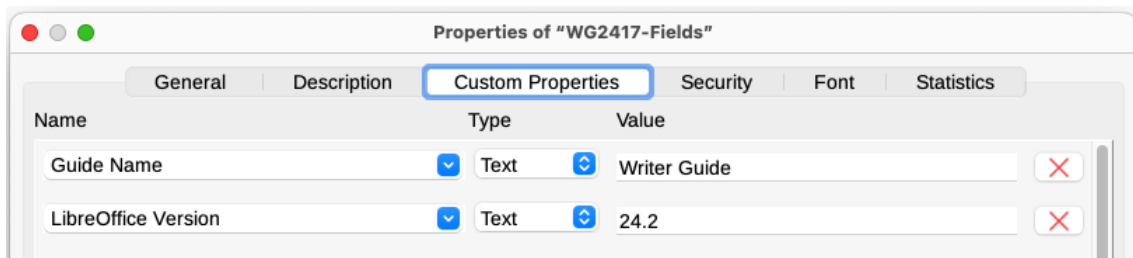 Properties of “WG2417-Fields”
General Description Custom Properties Security Font Statistics
Name Type Value
Guide Name Text Writer Guide
LibreOffice Version Text 24.2